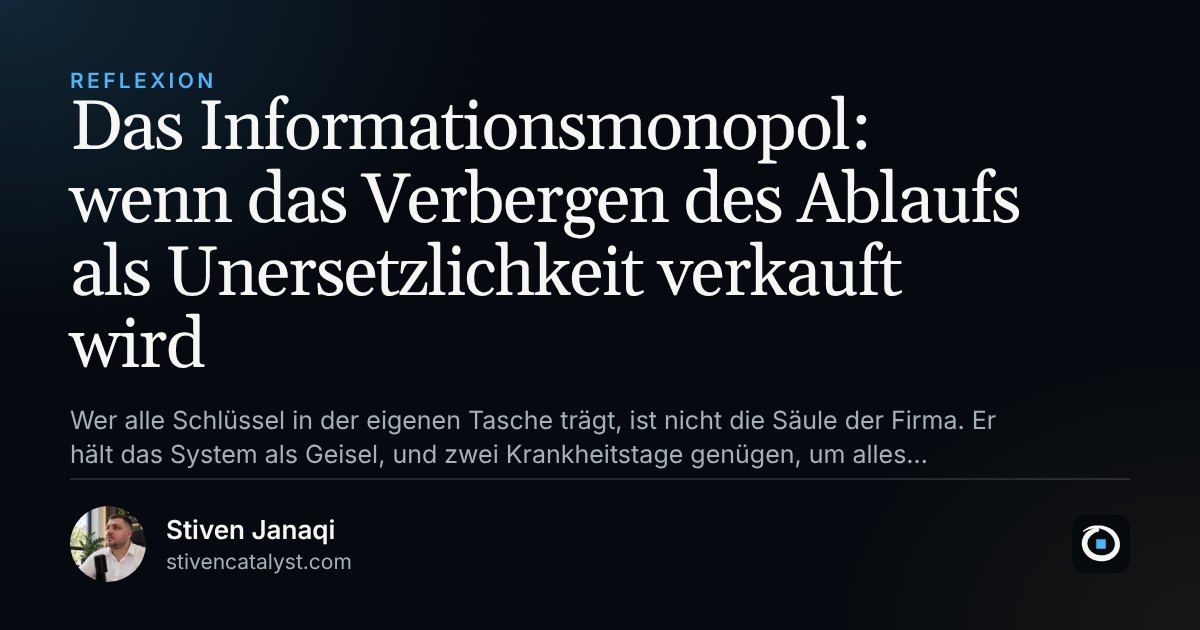 REFLEXION
Das Informationsmonopol:
wenn das Verbergen des Ablaufs
als Unersetzlichkeit verkauft
wird
Wer alle Schlüssel in der eigenen Tasche trägt, ist nicht die Säule der Firma. Er
hält das System als Geisel, und zwei Krankheitstage genügen, um alles...
Stiven Janaqi
stivencatalyst.com